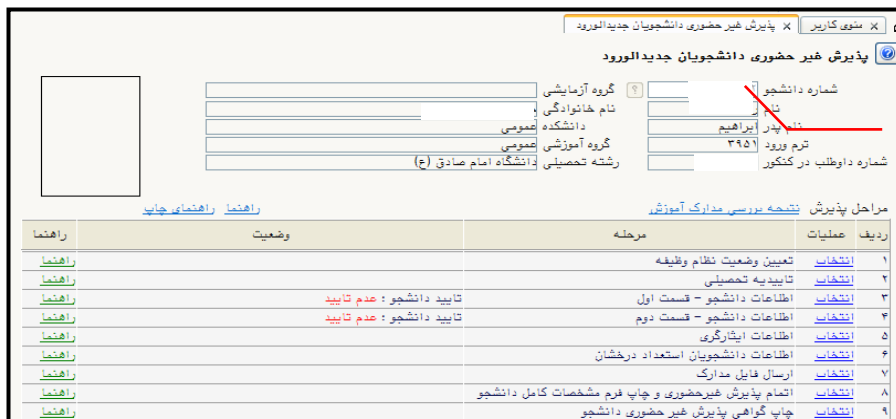 منوی کاربر × پذیرش غیر حضوری دانشجویان جدیدالورود ×
پذیرش غیر حضوری دانشجویان جدیدالورود
شماره دانشجو ? گروه آزمایشی
نام نام خانوادگی
نام پدر ابراهیم دانشکده عمومی
ترم ورود ۳۹۵۱ گروه آموزشی عمومی
شماره داوطلب در کنکور رشته تحصیلی دانشگاه امام صادق (ع)
مراحل پذیرش نتیجه بررسی مدارک آموزش راهنما راهنمای چاپ
ردیف عملیات مرحله وضعیت راهنما
۱ انتخاب تعیین وضعیت نظام وظیفه راهنما
۲ انتخاب تاییدیه تحصیلی راهنما
۳ انتخاب اطلاعات دانشجو - قسمت اول تایید دانشجو : عدم تایید راهنما
۴ انتخاب اطلاعات دانشجو - قسمت دوم تایید دانشجو : عدم تایید راهنما
۵ انتخاب اطلاعات ایثارگری راهنما
۶ انتخاب اطلاعات دانشجویان استعداد درخشان راهنما
۷ انتخاب ارسال فایل مدارک راهنما
۸ انتخاب اتمام پذیرش غیرحضوری و چاپ فرم مشخصات کامل دانشجو راهنما
۹ انتخاب چاپ گواهی پذیرش غیر حضوری دانشجو راهنما